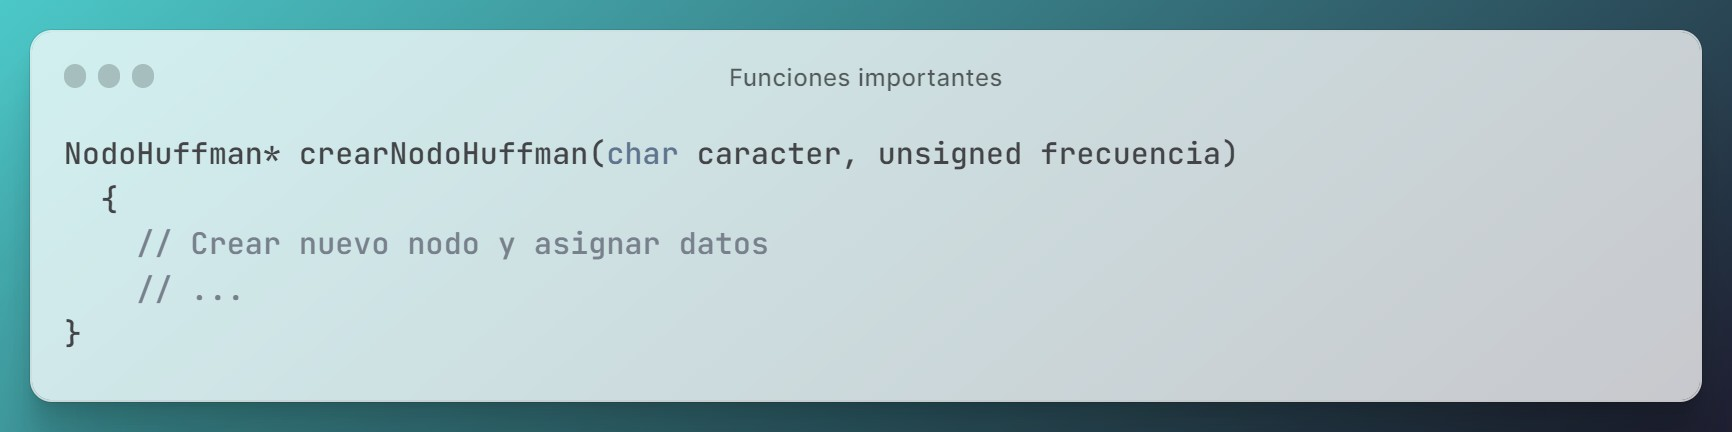 Funciones importantes
NodoHuffman* crearNodoHuffman(char caracter, unsigned frecuencia)
  {
    // Crear nuevo nodo y asignar datos
    // ...
}